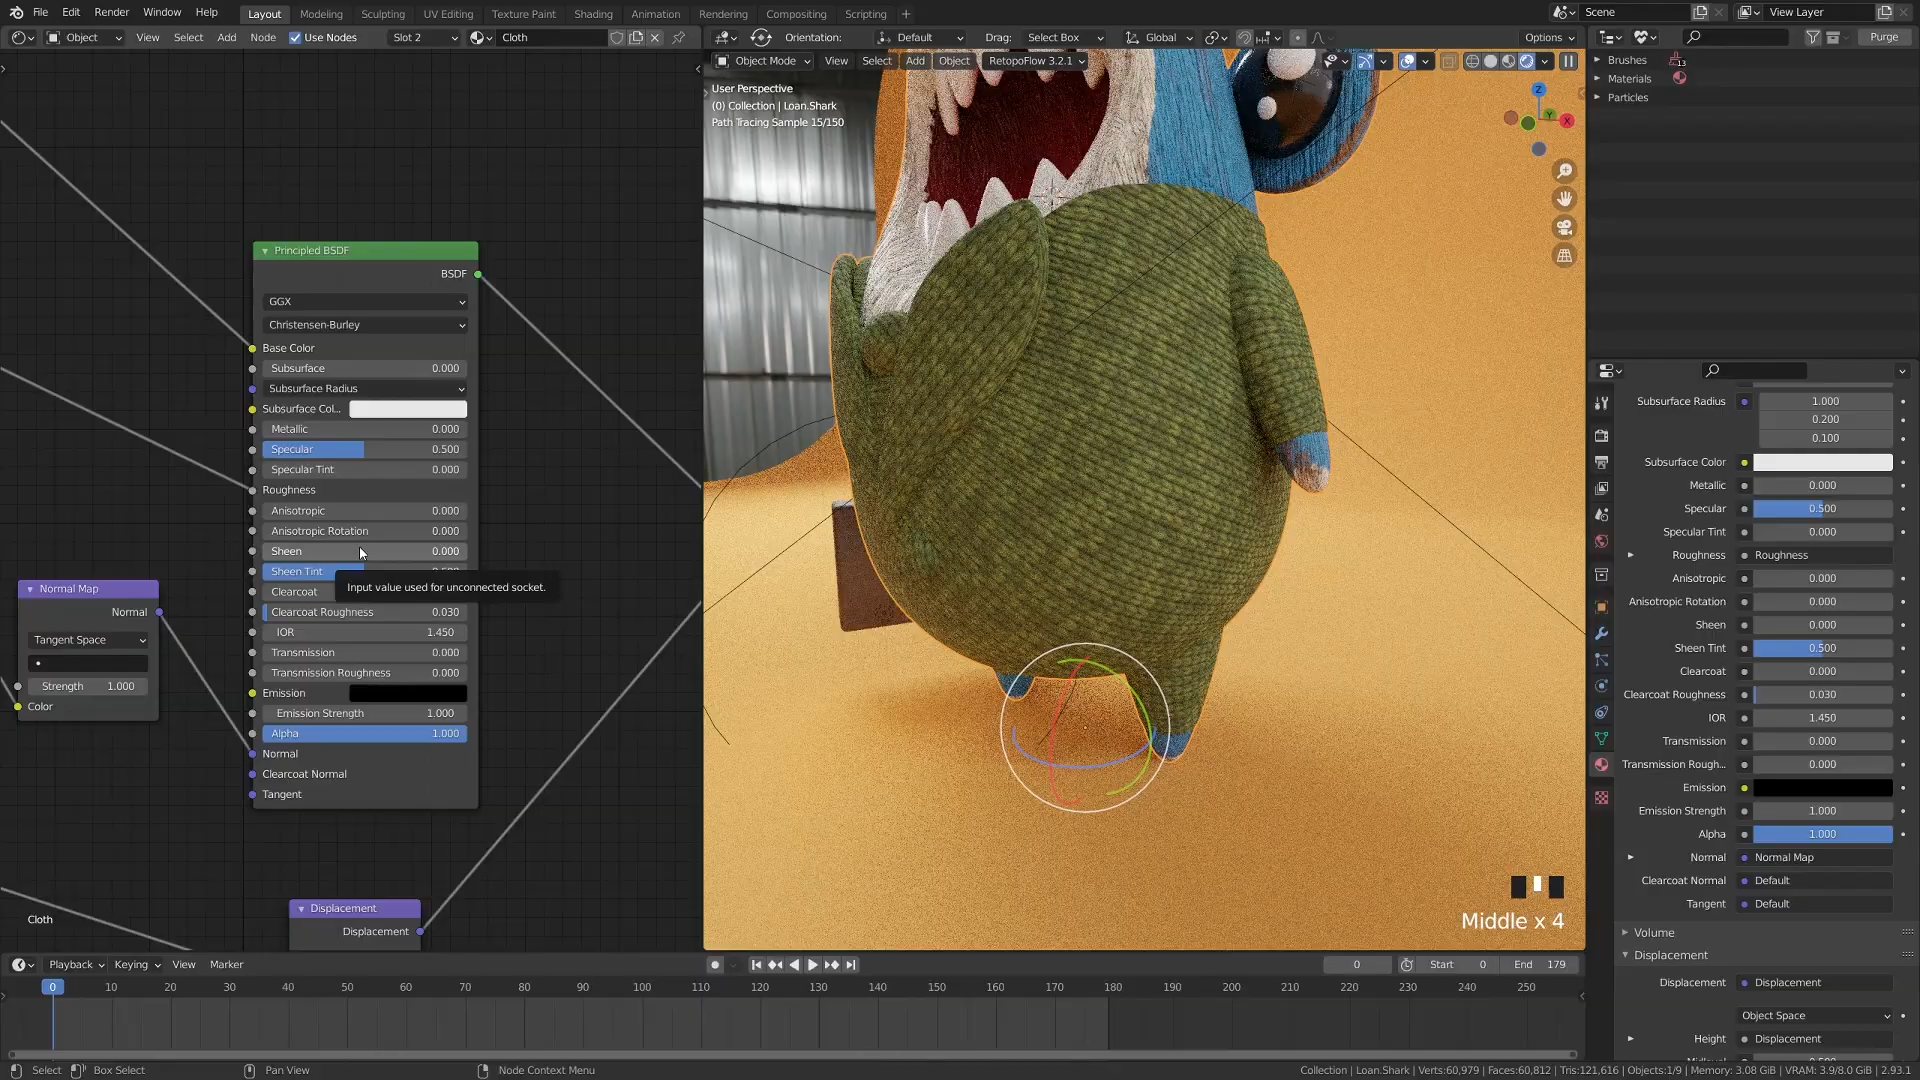 File Edit Render Window Help Layout Modeling Sculpting UV Editing Texture Paint Shading Animation Rendering Compositing Scripting + Scene View Layer
Object View Select Add Node Use Nodes Slot 2 Cloth Orientation: Default Drag: Select Box Global Options Purge
Object Mode View Select Add Object RetopoFlow 3.2.1
Brushes 13
Materials
Particles
User Perspective
(0) Collection | Loan.Shark
Path Tracing Sample 15/150
Z
Y
X
Principled BSDF
BSDF
GGX
Christensen-Burley
Base Color
Subsurface 0.000
Subsurface Radius
Subsurface Col...
Metallic 0.000
Specular 0.500
Specular Tint 0.000
Roughness
Anisotropic 0.000
Anisotropic Rotation 0.000
Sheen 0.000
Sheen Tint
Input value used for unconnected socket.
Clearcoat
Clearcoat Roughness 0.030
IOR 1.450
Transmission 0.000
Transmission Roughness 0.000
Emission
Emission Strength 1.000
Alpha 1.000
Normal
Clearcoat Normal
Tangent
Normal Map
Normal
Tangent Space
Strength 1.000
Color
Displacement
Displacement
Cloth
Middle x 4
Subsurface Radius 1.000
0.200
0.100
Subsurface Color
Metallic 0.000
Specular 0.500
Specular Tint 0.000
Roughness Roughness
Anisotropic 0.000
Anisotropic Rotation 0.000
Sheen 0.000
Sheen Tint 0.500
Clearcoat 0.000
Clearcoat Roughness 0.030
IOR 1.450
Transmission 0.000
Transmission Rough... 0.000
Emission
Emission Strength 1.000
Alpha 1.000
Normal Normal Map
Clearcoat Normal Default
Tangent Default
Volume
Displacement
Displacement Displacement
Object Space
Height Displacement
Playback Keying View Marker 0 Start 0 End 179
0 10 20 30 40 50 60 70 80 90 100 110 120 130 140 150 160 170 180 190 200 210 220 230 240 250
Select Box Select Pan View Node Context Menu Collection | Loan.Shark | Verts:60,979 | Faces:60,812 | Tris:121,616 | Objects:1/9 | Memory: 3.08 GiB | VRAM: 3.9/8.0 GiB | 2.93.1